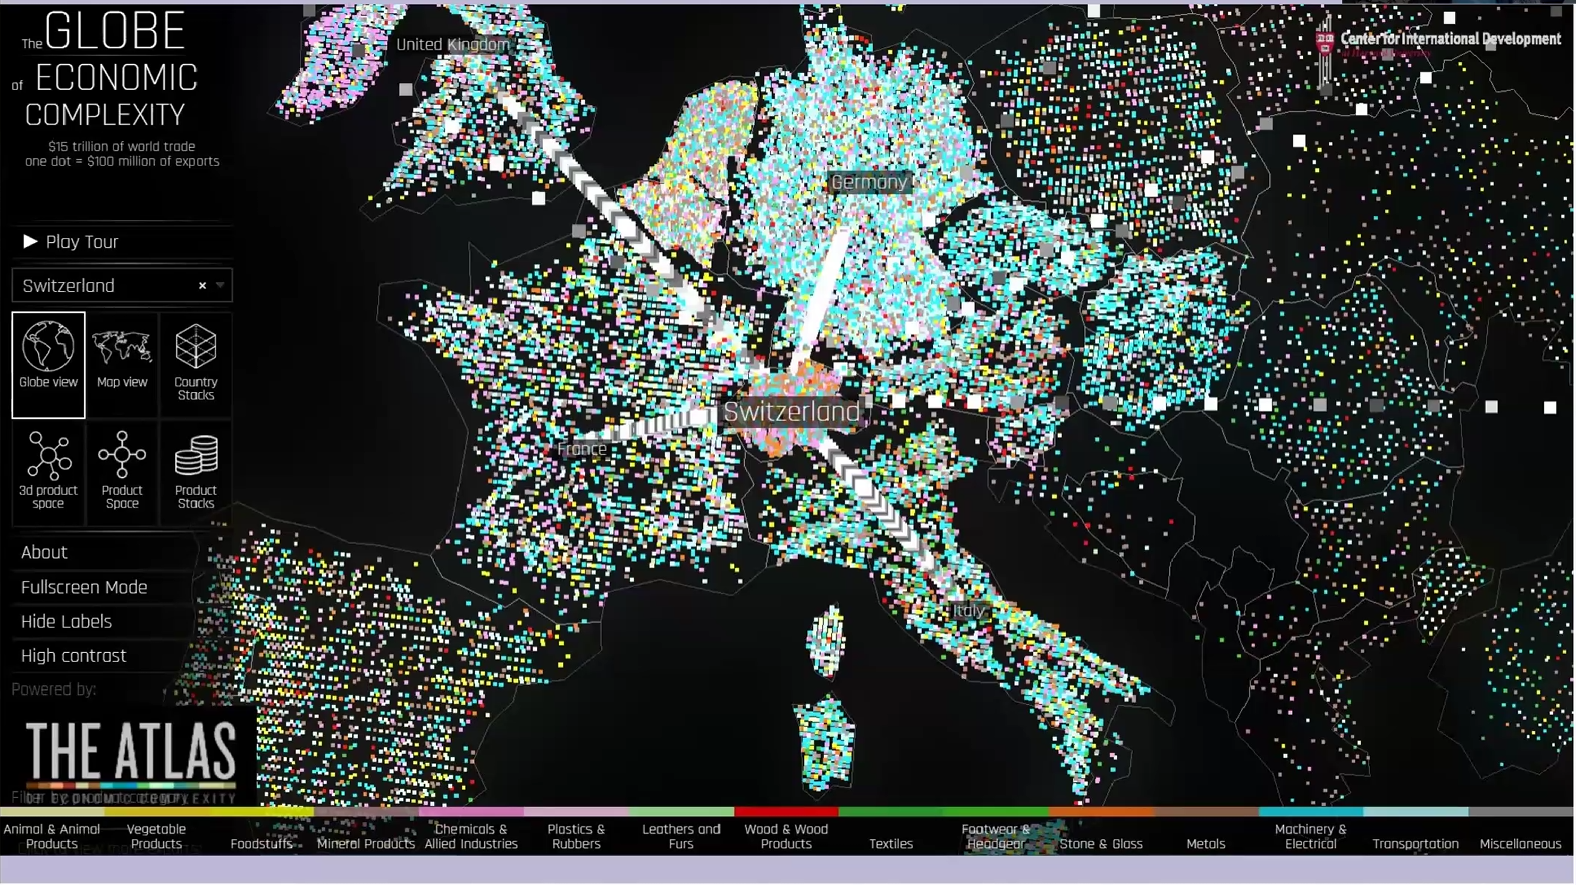 The GLOBE
of ECONOMIC
COMPLEXITY
$15 trillion of world trade
one dot = $100 million of exports
▶ Play Tour
Switzerland ×
Globe view
Map view
Country
Stacks
3d product
space
Product
Space
Product
Stacks
About
Fullscreen Mode
Hide Labels
High contrast
Powered by:
THE ATLAS
OF ECONOMIC COMPLEXITY
Center for International Development
United Kingdom
Germany
Switzerland
France
Italy
Animal & Animal
Products
Vegetable
Products
Foodstuffs
Mineral Products
Chemicals &
Allied Industries
Plastics &
Rubbers
Leathers and
Furs
Wood & Wood
Products
Textiles
Footwear &
Headgear
Stone & Glass
Metals
Machinery &
Electrical
Transportation
Miscellaneous